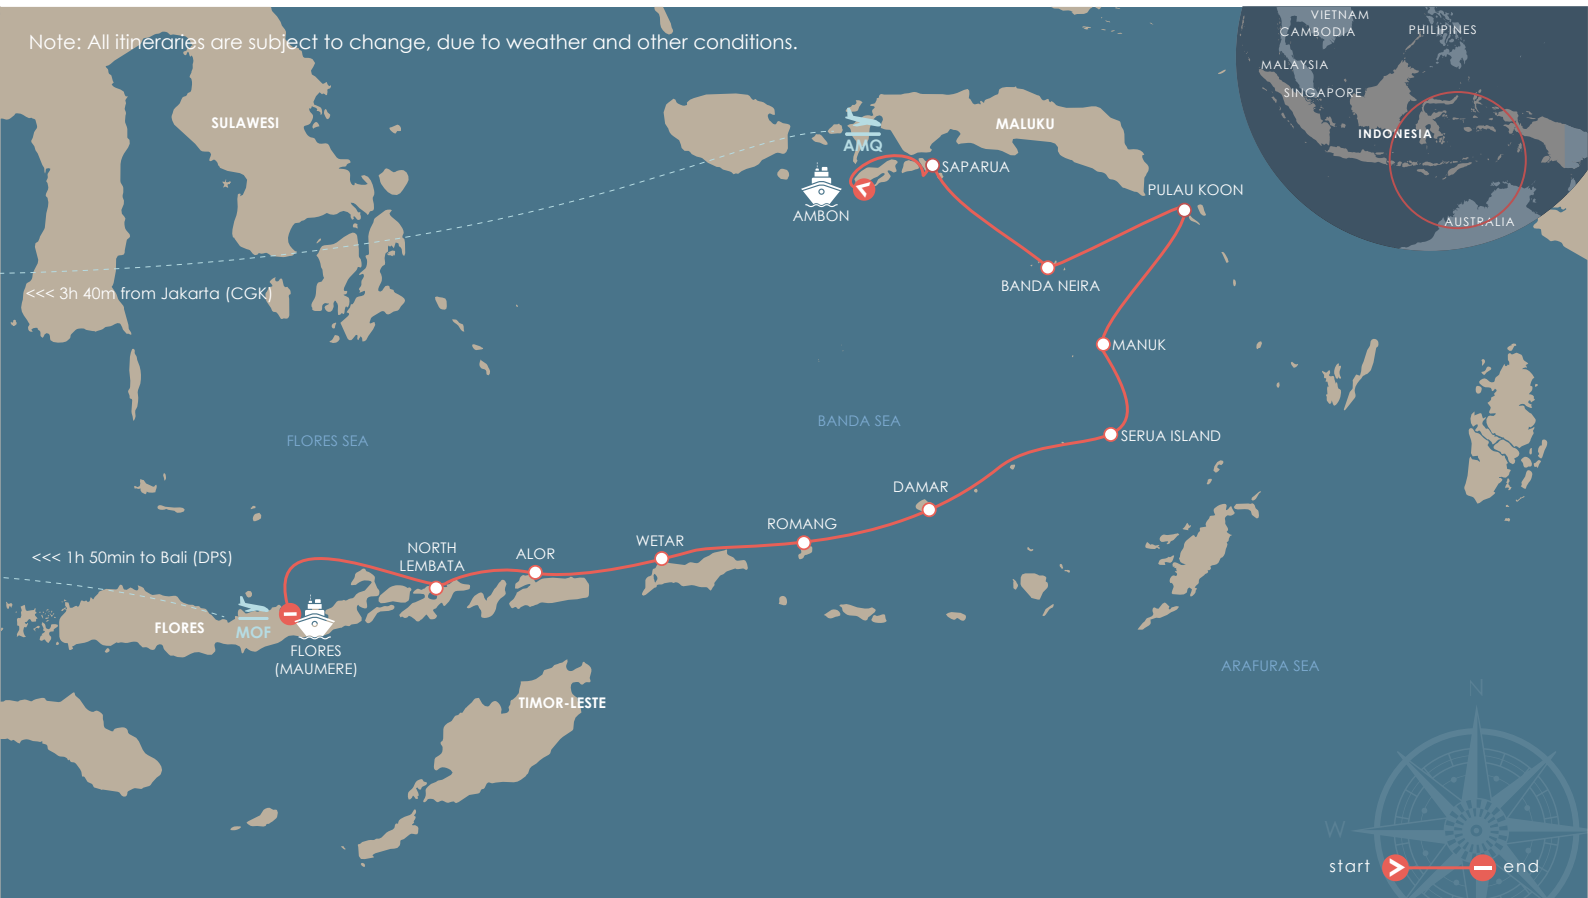 Note: All itineraries are subject to change, due to weather and other conditions.
VIETNAM
CAMBODIA
PHILIPINES
MALAYSIA
SINGAPORE
INDONESIA
AUSTRALIA
SULAWESI
MALUKU
AMQ
SAPARUA
AMBON
PULAU KOON
BANDA NEIRA
<<< 3h 40m from Jakarta (CGK)
MANUK
BANDA SEA
FLORES SEA
SERUA ISLAND
DAMAR
ROMANG
WETAR
ALOR
NORTH
LEMBATA
<<< 1h 50min to Bali (DPS)
FLORES
MOF
FLORES
(MAUMERE)
ARAFURA SEA
TIMOR-LESTE
N
W
start
end